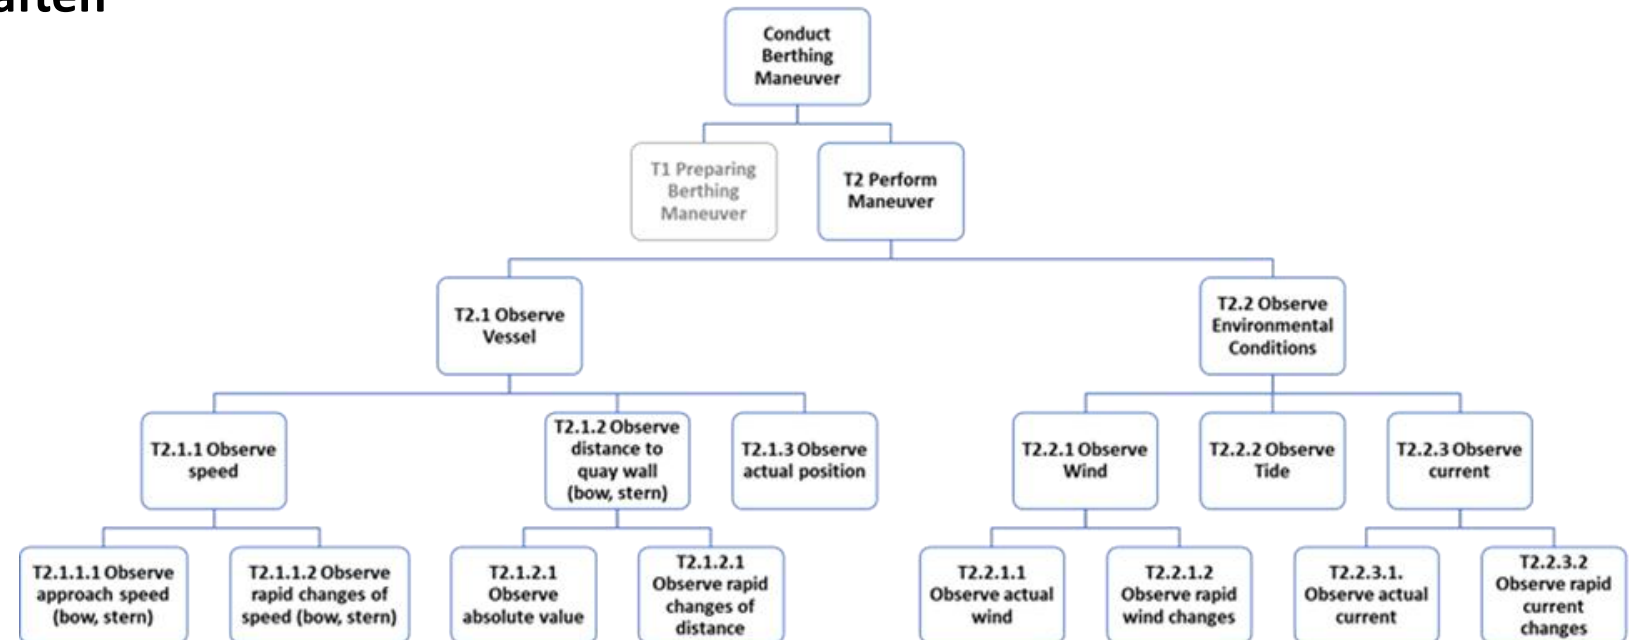 Conduct
Berthing
Maneuver
T1 Preparing
Berthing
Maneuver
T2 Perform
Maneuver
T2.1 Observe
Vessel
T2.2 Observe
Environmental
Conditions
T2.1.1 Observe
speed
T2.1.2 Observe
distance to
quay wall
(bow, stern)
T2.1.3 Observe
actual position
T2.2.1 Observe
Wind
T2.2.2 Observe
Tide
T2.2.3 Observe
current
T2.1.1.1 Observe
approach speed
(bow, stern)
T2.1.1.2 Observe
rapid changes of
speed (bow, stern)
T2.1.2.1
Observe
absolute value
T2.1.2.1
Observe rapid
changes of
distance
T2.2.1.1
Observe actual
wind
T2.2.1.2
Observe rapid
wind changes
T2.2.3.1.
Observe actual
current
T2.2.3.2
Observe rapid
current
changes